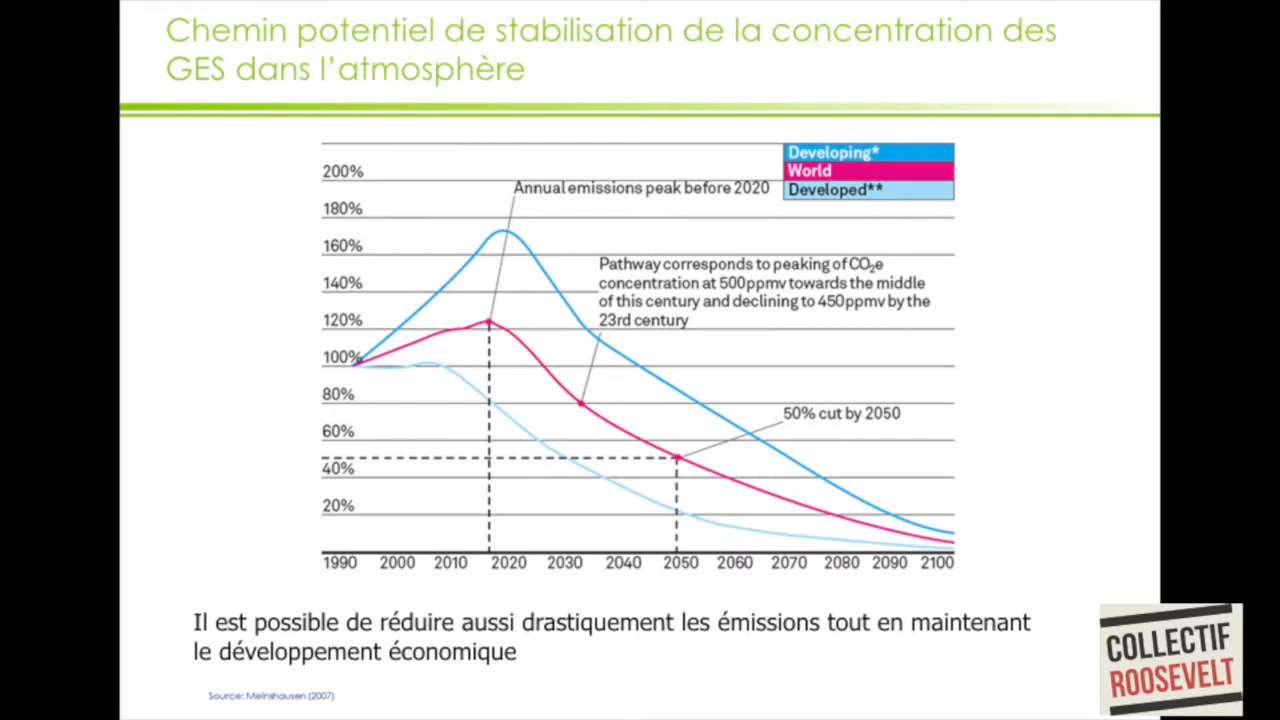 Chemin potentiel de stabilisation de la concentration des
GES dans l'atmosphère
Developing*
World
Developed**
200%
180%
160%
140%
120%
100%
80%
60%
40%
20%
Annual emissions peak before 2020
Pathway corresponds to peaking of CO₂e
concentration at 500ppmv towards the middle
of this century and declining to 450ppmv by the
23rd century
50% cut by 2050
1990 2000 2010 2020 2030 2040 2050 2060 2070 2080 2090 2100
Il est possible de réduire aussi drastiquement les émissions tout en maintenant
le développement économique
Source: Meinshausen (2007)
COLLECTIF
ROOSEVELT